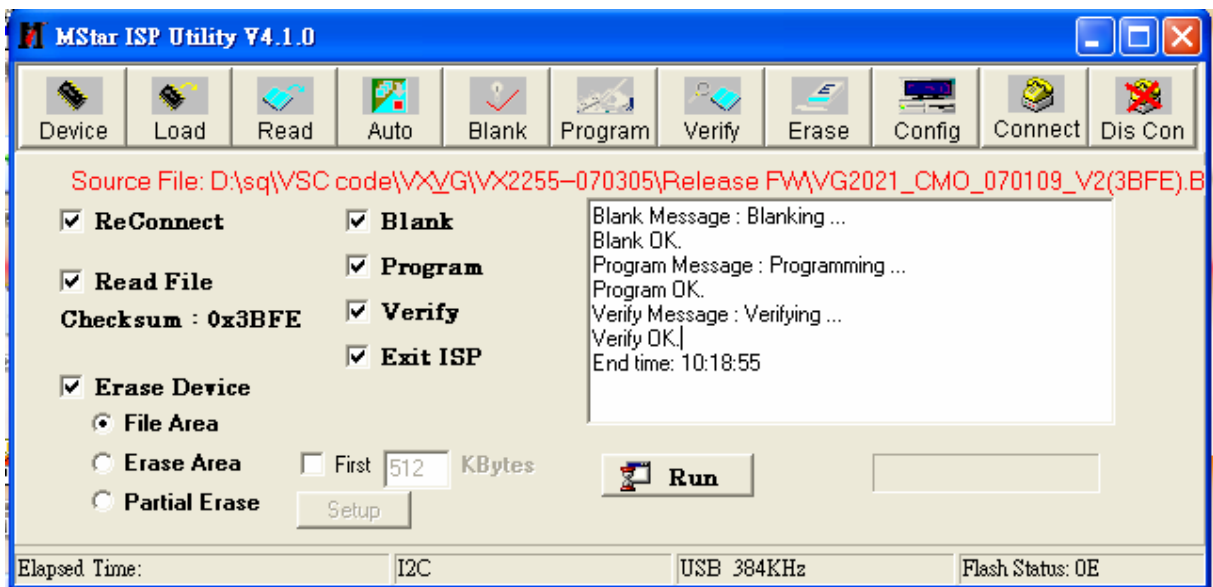 MStar ISP Utility V4.1.0
Device Load Read Auto Blank Program Verify Erase Config Connect Dis Con
Source File: D:\sq\VSC code\VX_VG\VX2255-070305\Release FW\VG2021_CMO_070109_V2(3BFE).B
ReConnect
Blank
Read File
Program
Checksum : 0x3BFE
Verify
Exit ISP
Erase Device
File Area
Erase Area
First 512 KBytes
Partial Erase
Setup
Blank Message : Blanking ...
Blank OK.
Program Message : Programming ...
Program OK.
Verify Message : Verifying ...
Verify OK.
End time: 10:18:55
Run
Elapsed Time: I2C USB 384KHz Flash Status: 0E